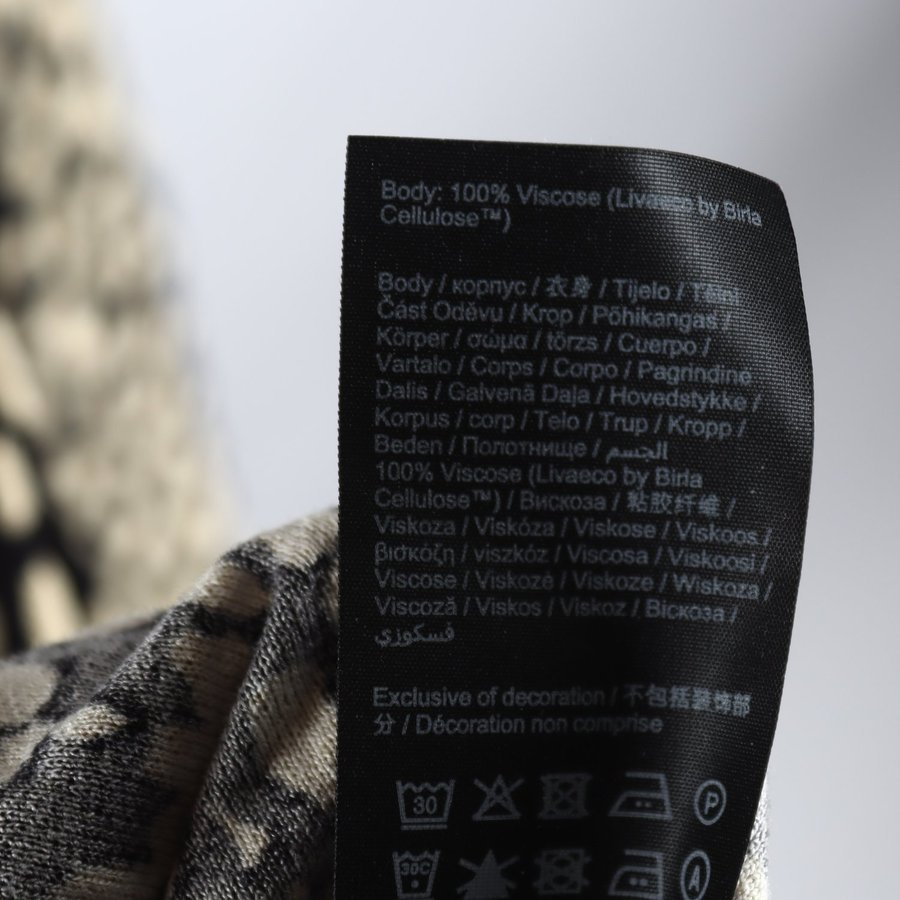 Body: 100% Viscose (Livaeco by Birla
Cellulose™)
Body / корпус / 衣身 / Tijelo / Tělní
Část Oděvu / Krop / Põhikangas /
Körper / σώμα / törzs / Cuerpo /
Vartalo / Corps / Corpo / Pagrindinė
Dalis / Galvenā Daļa / Hovedstykke /
Korpus / corp / Telo / Trup / Kropp /
Beden / Полотнище / الجسم
100% Viscose (Livaeco by Birla
Cellulose™) / Вискоза / 粘胶纤维 /
Viskoza / Viskóza / Viskose / Viskoos /
βισκόζη / viszkóz / Viscosa / Viskoosi /
Viscose / Viskozė / Viskoze / Wiskoza /
Viscoză / Viskos / Viskoz / Віскоза /
فسكوزي
Exclusive of decoration / 不包括装饰部
分 / Décoration non comprise
30 P
30C A